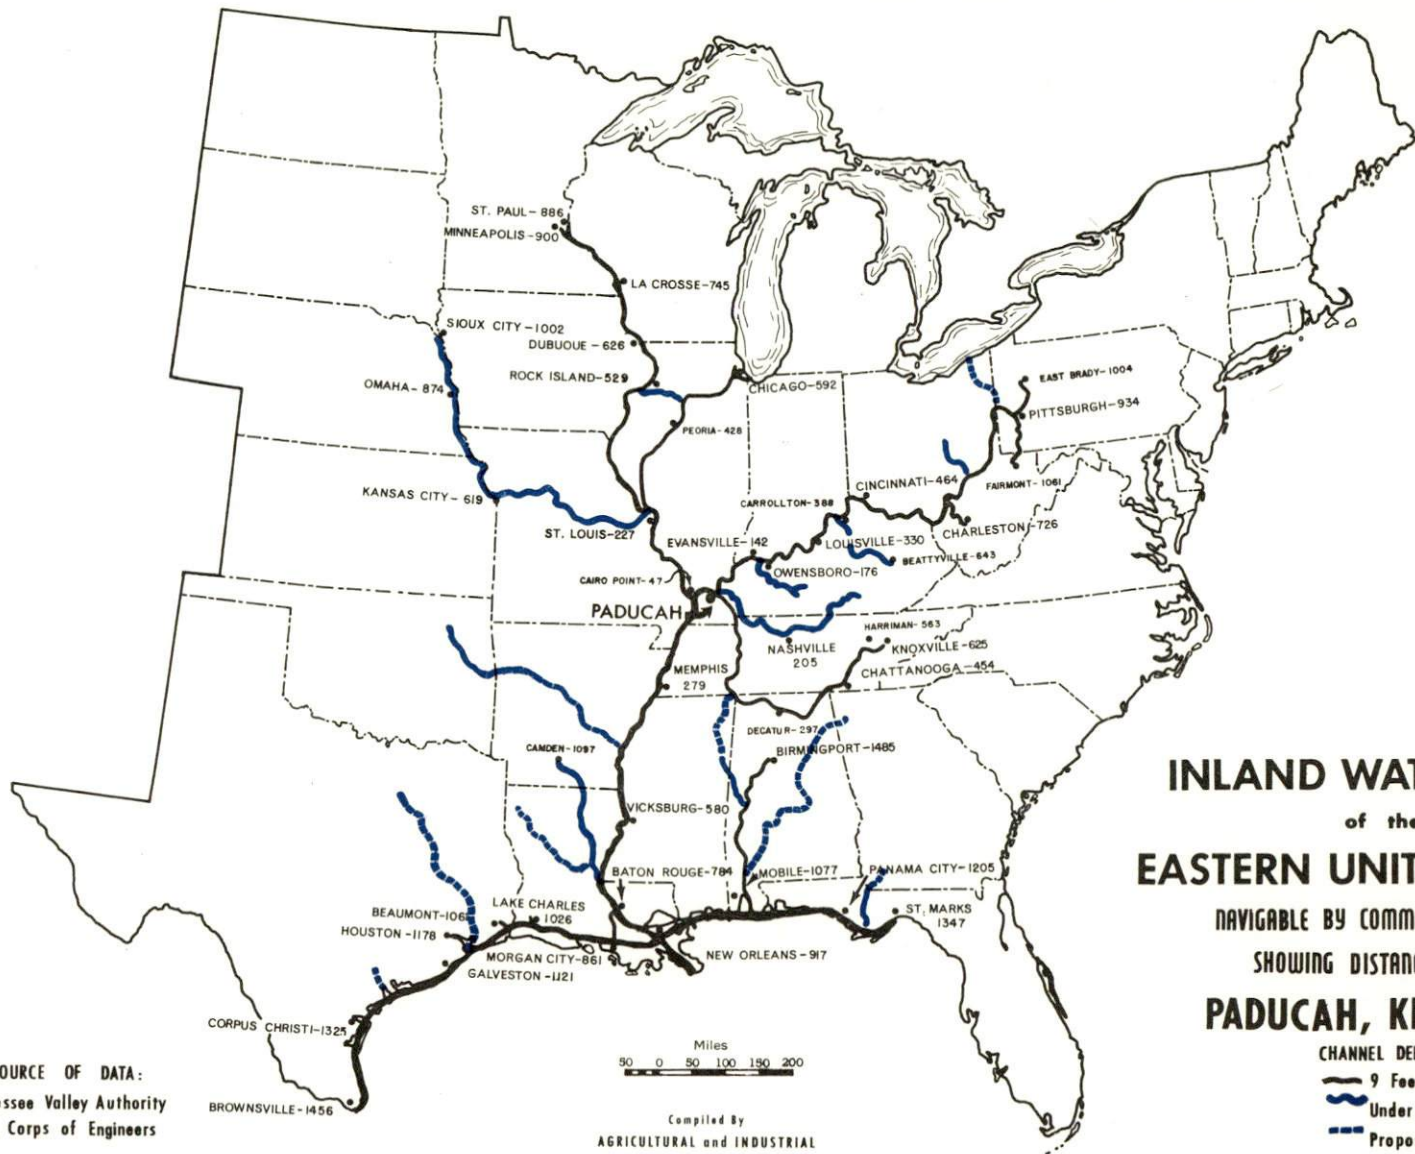 ST. PAUL-886
MINNEAPOLIS-900
LA CROSSE-745
SIOUX CITY-1002
DUBUOUE-626
ROCK ISLAND-529
OMAHA-874
CHICAGO-592
EAST BRADY-1004
PITTSBURGH-934
PEORIA-428
KANSAS CITY-619
CINCINNATI-464
FAIRMONT-1061
CARROLLTON-388
ST. LOUIS-227
EVANSVILLE-142
LOUISVILLE-330
CHARLESTON-726
BEATTYVILLE-643
OWENSBORO-176
CAIRO POINT-47
PADUCAH
HARRIMAN-563
NASHVILLE
205
KNOXVILLE-625
CHATTANOOGA-454
MEMPHIS
279
DECATUR-297
CAMDEN-1097
BIRMINGPORT-1485
VICKSBURG-580
BATON ROUGE-784
MOBILE-1077
PANAMA CITY-1205
LAKE CHARLES
1026
ST. MARKS
1347
BEAUMONT-106
HOUSTON-1178
MORGAN CITY-861
GALVESTON-1121
NEW ORLEANS-917
CORPUS CHRISTI-1325
BROWNSVILLE-1456
INLAND WAT
of the
EASTERN UNIT
NAVIGABLE BY COMM
SHOWING DISTAN
PADUCAH, KE
CHANNEL DE
9 Fee
Under
Propo
Miles
50 0 50 100 150 200
Compiled By
AGRICULTURAL and INDUSTRIAL
OURCE OF DATA:
ssee Valley Authority
Corps of Engineers